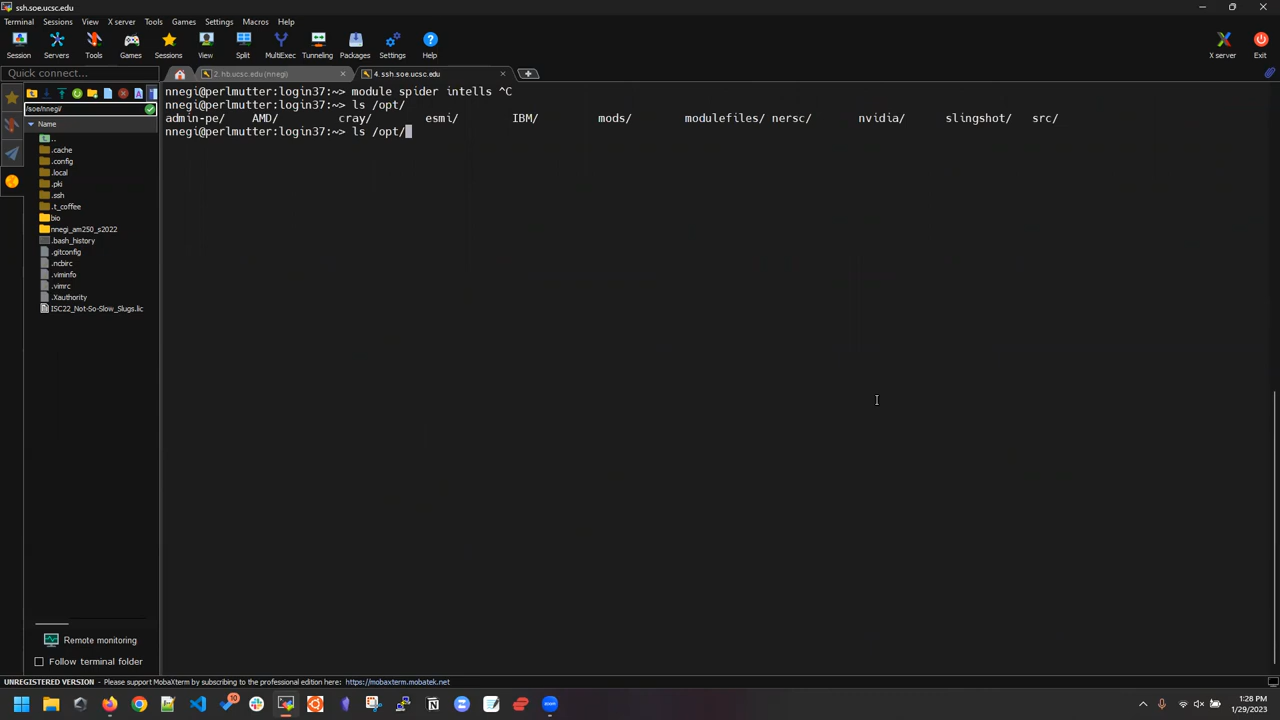 ssh.soe.ucsc.edu
Terminal Sessions View X server Tools Games Settings Macros Help
Session Servers Tools Games Sessions View Split MultiExec Tunneling Packages Settings Help X server Exit
Quick connect... 2. hb.ucsc.edu (nnegi) 4. ssh.soe.ucsc.edu
/soe/nnegi/
Name
..
.cache
.config
.local
.pki
.ssh
.t_coffee
bio
nnegi_am250_s2022
.bash_history
.gitconfig
.ncbirc
.viminfo
.vimrc
.Xauthority
ISC22_Not-So-Slow_Slugs.lic
nnegi@perlmutter:login37:~> module spider intells ^C
nnegi@perlmutter:login37:~> ls /opt/
admin-pe/ AMD/ cray/ esmi/ IBM/ mods/ modulefiles/ nersc/ nvidia/ slingshot/ src/
nnegi@perlmutter:login37:~> ls /opt/
Remote monitoring
Follow terminal folder
UNREGISTERED VERSION - Please support MobaXterm by subscribing to the professional edition here: https://mobaxterm.mobatek.net
10
zoom
1:28 PM
1/29/2023